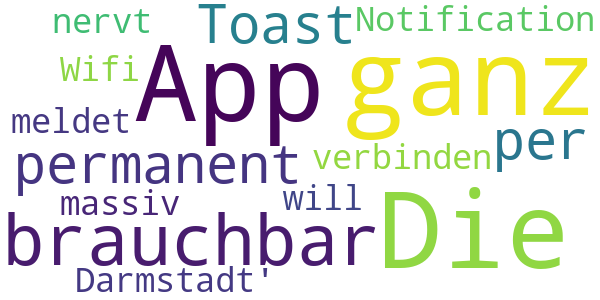 nervt Toast Notification
Wifi App ganz
meldet per
permanent verbinden
massiv will Die
brauchbar
Darmstadt'